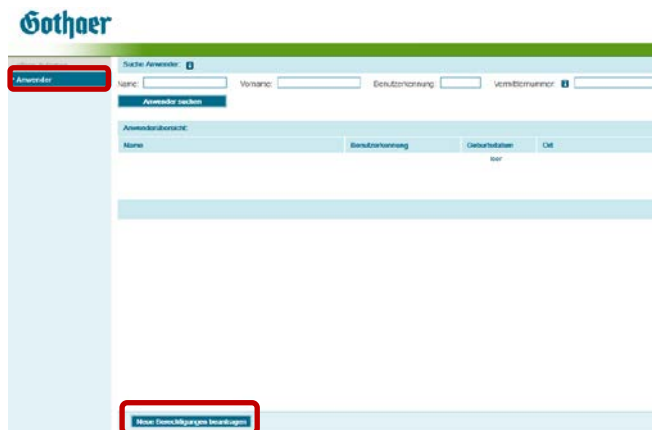 Gothaer
Suche Anwender:
Anwender
Name:
Vorname:
Benutzerkennung:
Vermittlernummer:
Anwender suchen
Anwenderübersicht:
Name
Benutzerkennung
Geburtsdatum
Ort
leer
Neue Berechtigungen beantragen